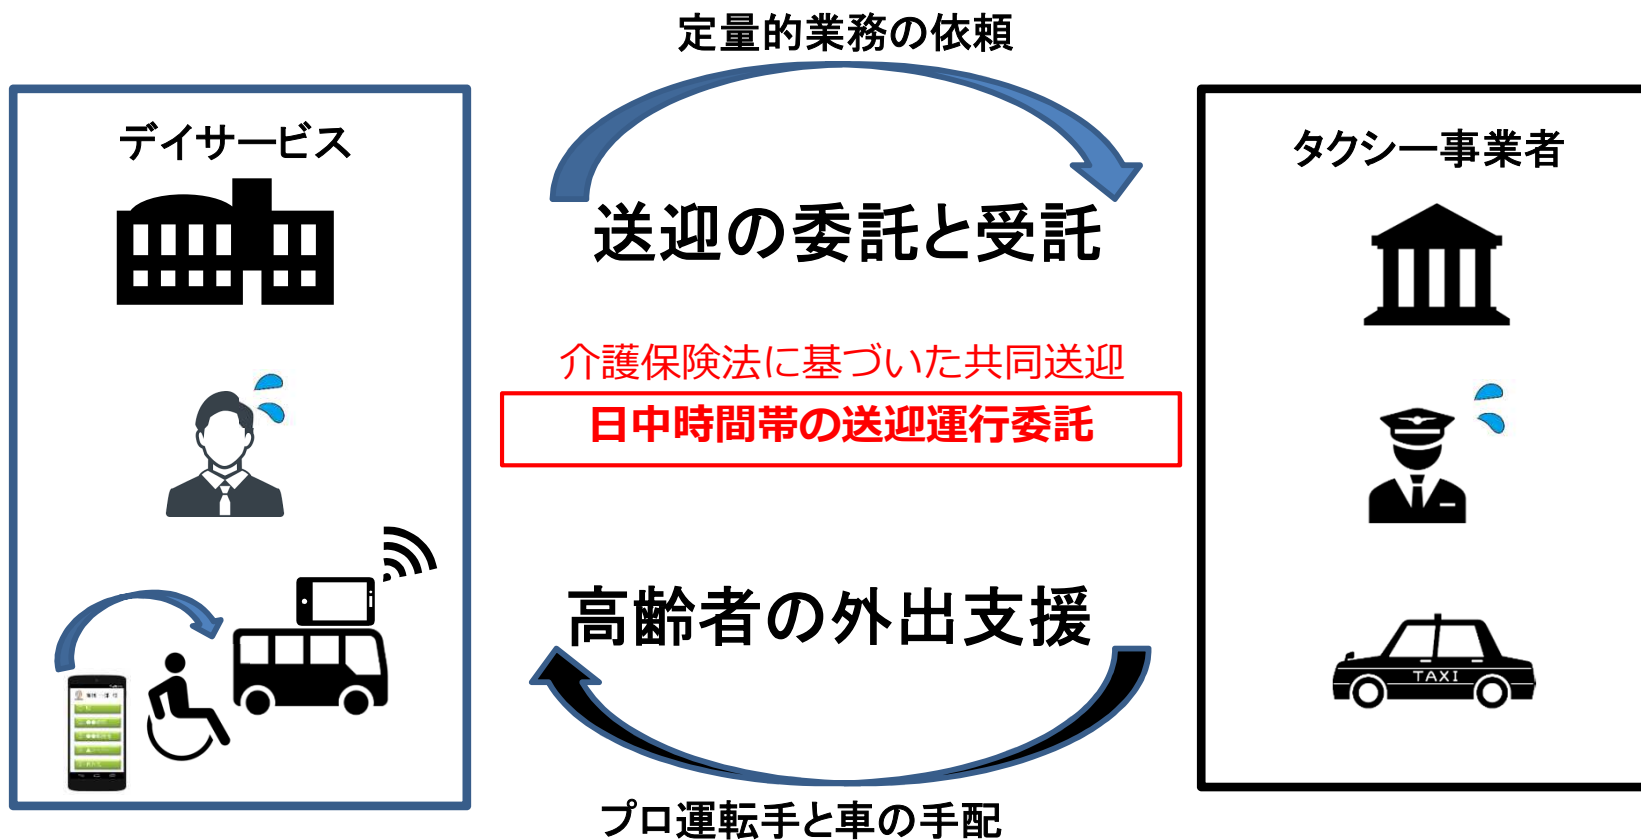 定量的業務の依頼
デイサービス
タクシー事業者
送迎の委託と受託
介護保険法に基づいた共同送迎
日中時間帯の送迎運行委託
高齢者の外出支援
TAXI
プロ運転手と車の手配